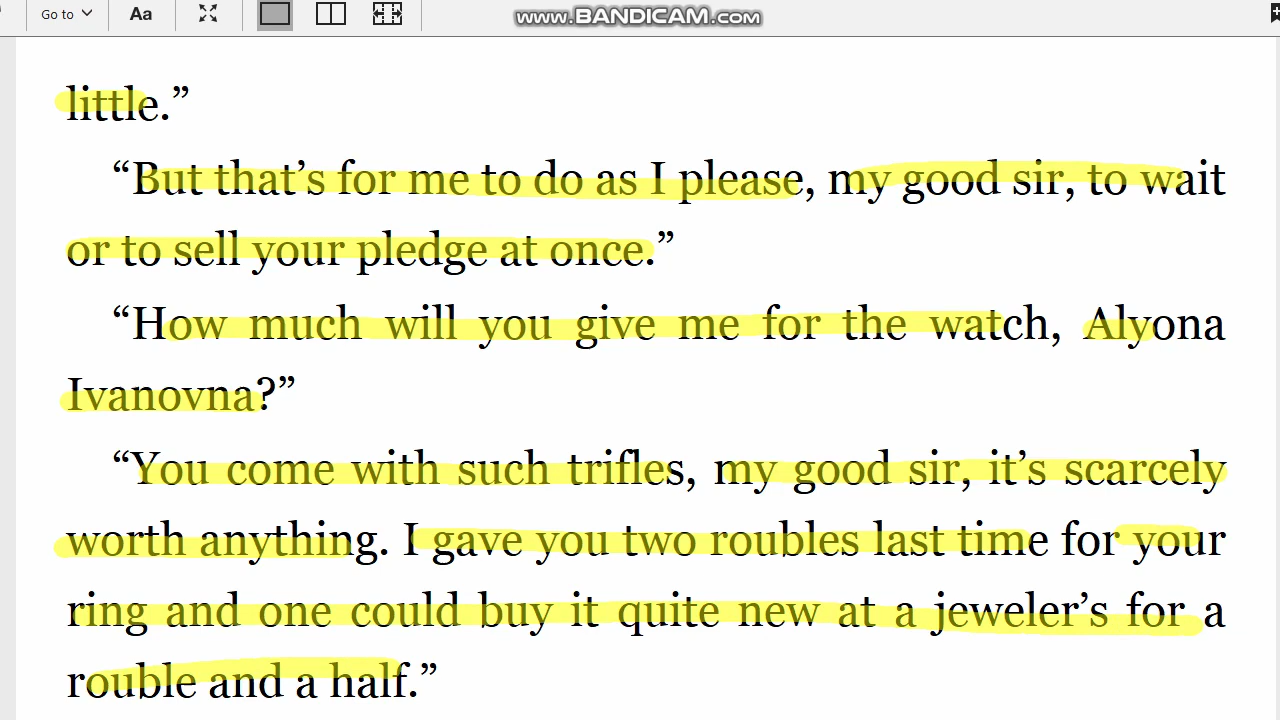 Go to Aa www.BANDICAM.com
little.”
“But that’s for me to do as I please, my good sir, to wait
or to sell your pledge at once.”
“How much will you give me for the watch, Alyona
Ivanovna?”
“You come with such trifles, my good sir, it’s scarcely
worth anything. I gave you two roubles last time for your
ring and one could buy it quite new at a jeweler’s for a
rouble and a half.”